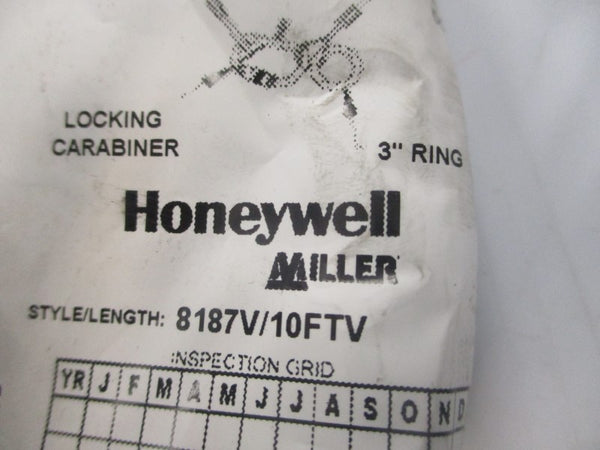 LOCKING
CARABINER
3" RING
Honeywell
MILLER
STYLE/LENGTH: 8187V/10FTV
INSPECTION GRID
YR J F M A M J J A S O N D